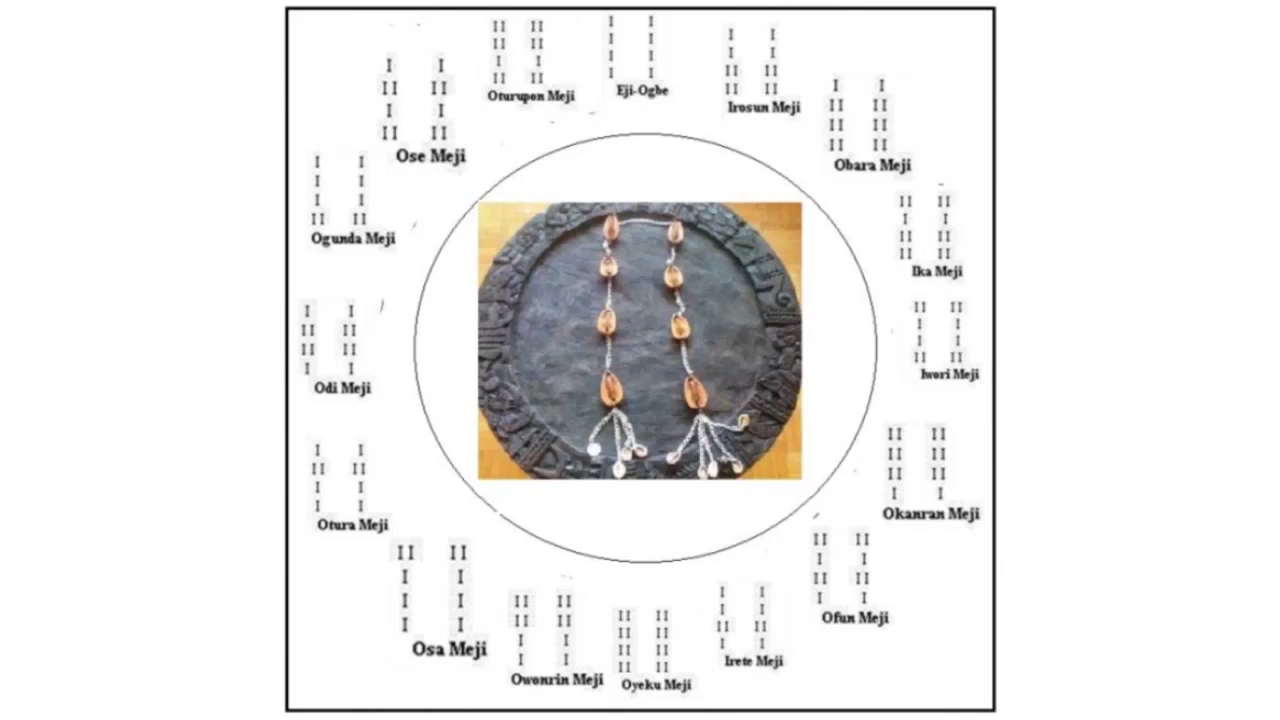 Oturupon Meji
Eji-Ogbe
Irosun Meji
Obara Meji
Ika Meji
Iwori Meji
Okanran Meji
Ofun Meji
Irete Meji
Oyeku Meji
Owonrin Meji
Osa Meji
Otura Meji
Odi Meji
Ogunda Meji
Ose Meji